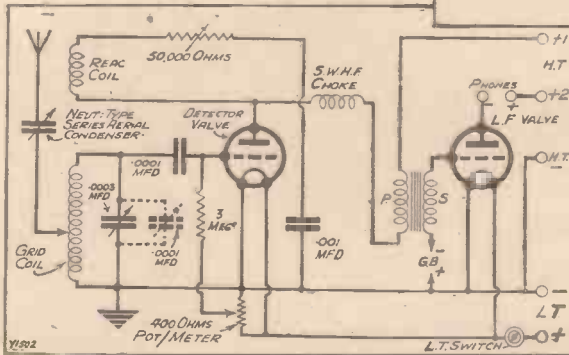 50,000 OHMS
REAC
COIL
S.W.H.F
CHOKE
+1
H.T
PHONES
- +
+2
L.F VALVE
NEUT: TYPE
SERIES AERIAL
CONDENSER
DETECTOR
VALVE
.0001
MFD
.0003
MFD
.0001
MFD
3
MEG
.001
MFD
P
S
H.T.
-
GRID
COIL
-
G.B
+
-
LT
400 OHMS
POT/METER
L.T. SWITCH
+
Y1502